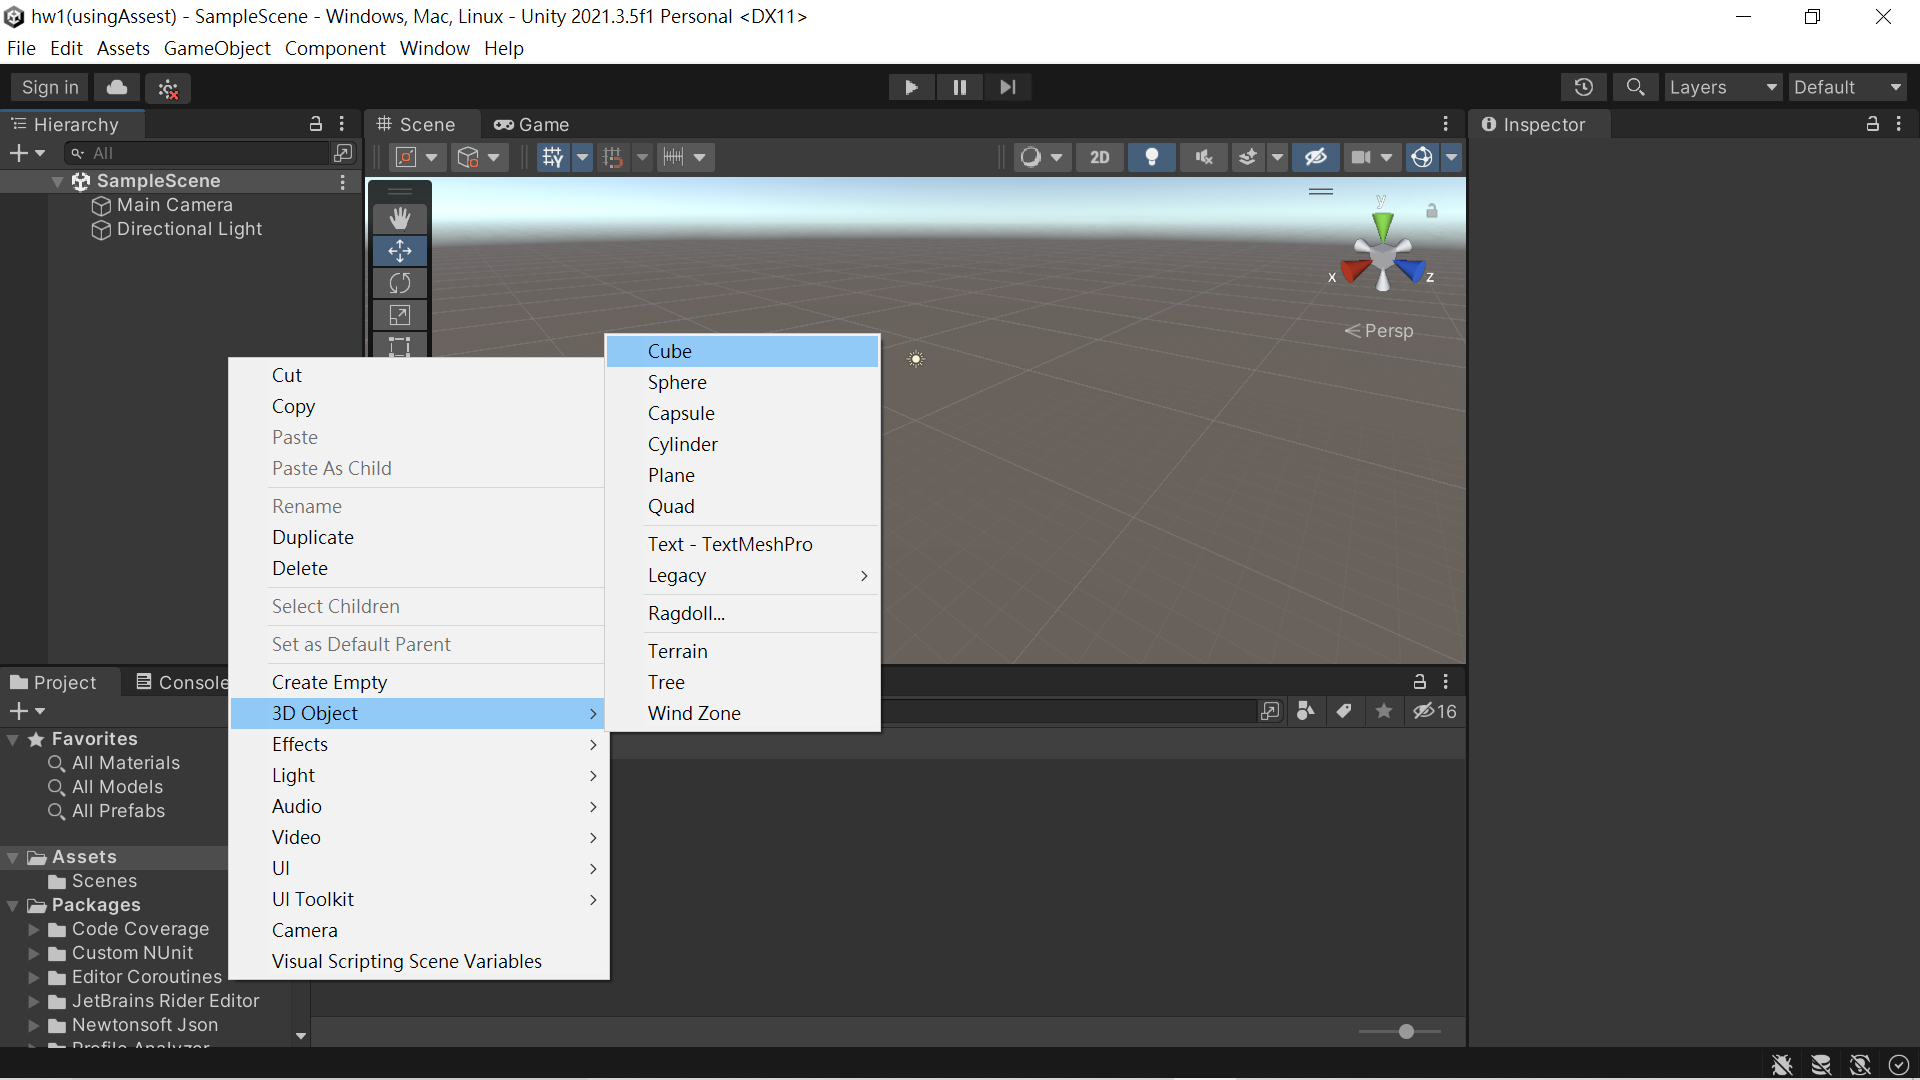 hw1(usingAssest) - SampleScene - Windows, Mac, Linux - Unity 2021.3.5f1 Personal <DX11>
File Edit Assets GameObject Component Window Help
Sign in
Layers
Default
Hierarchy
Scene
Game
Inspector
All
2D
SampleScene
Main Camera
Directional Light
y
x
z
Persp
Cut
Copy
Paste
Paste As Child
Rename
Duplicate
Delete
Select Children
Set as Default Parent
Create Empty
3D Object
Effects
Light
Audio
Video
UI
UI Toolkit
Camera
Visual Scripting Scene Variables
Cube
Sphere
Capsule
Cylinder
Plane
Quad
Text - TextMeshPro
Legacy
Ragdoll...
Terrain
Tree
Wind Zone
Project
Console
16
Favorites
All Materials
All Models
All Prefabs
Assets
Scenes
Packages
Code Coverage
Custom NUnit
Editor Coroutines
JetBrains Rider Editor
Newtonsoft Json
Profile Analyzer